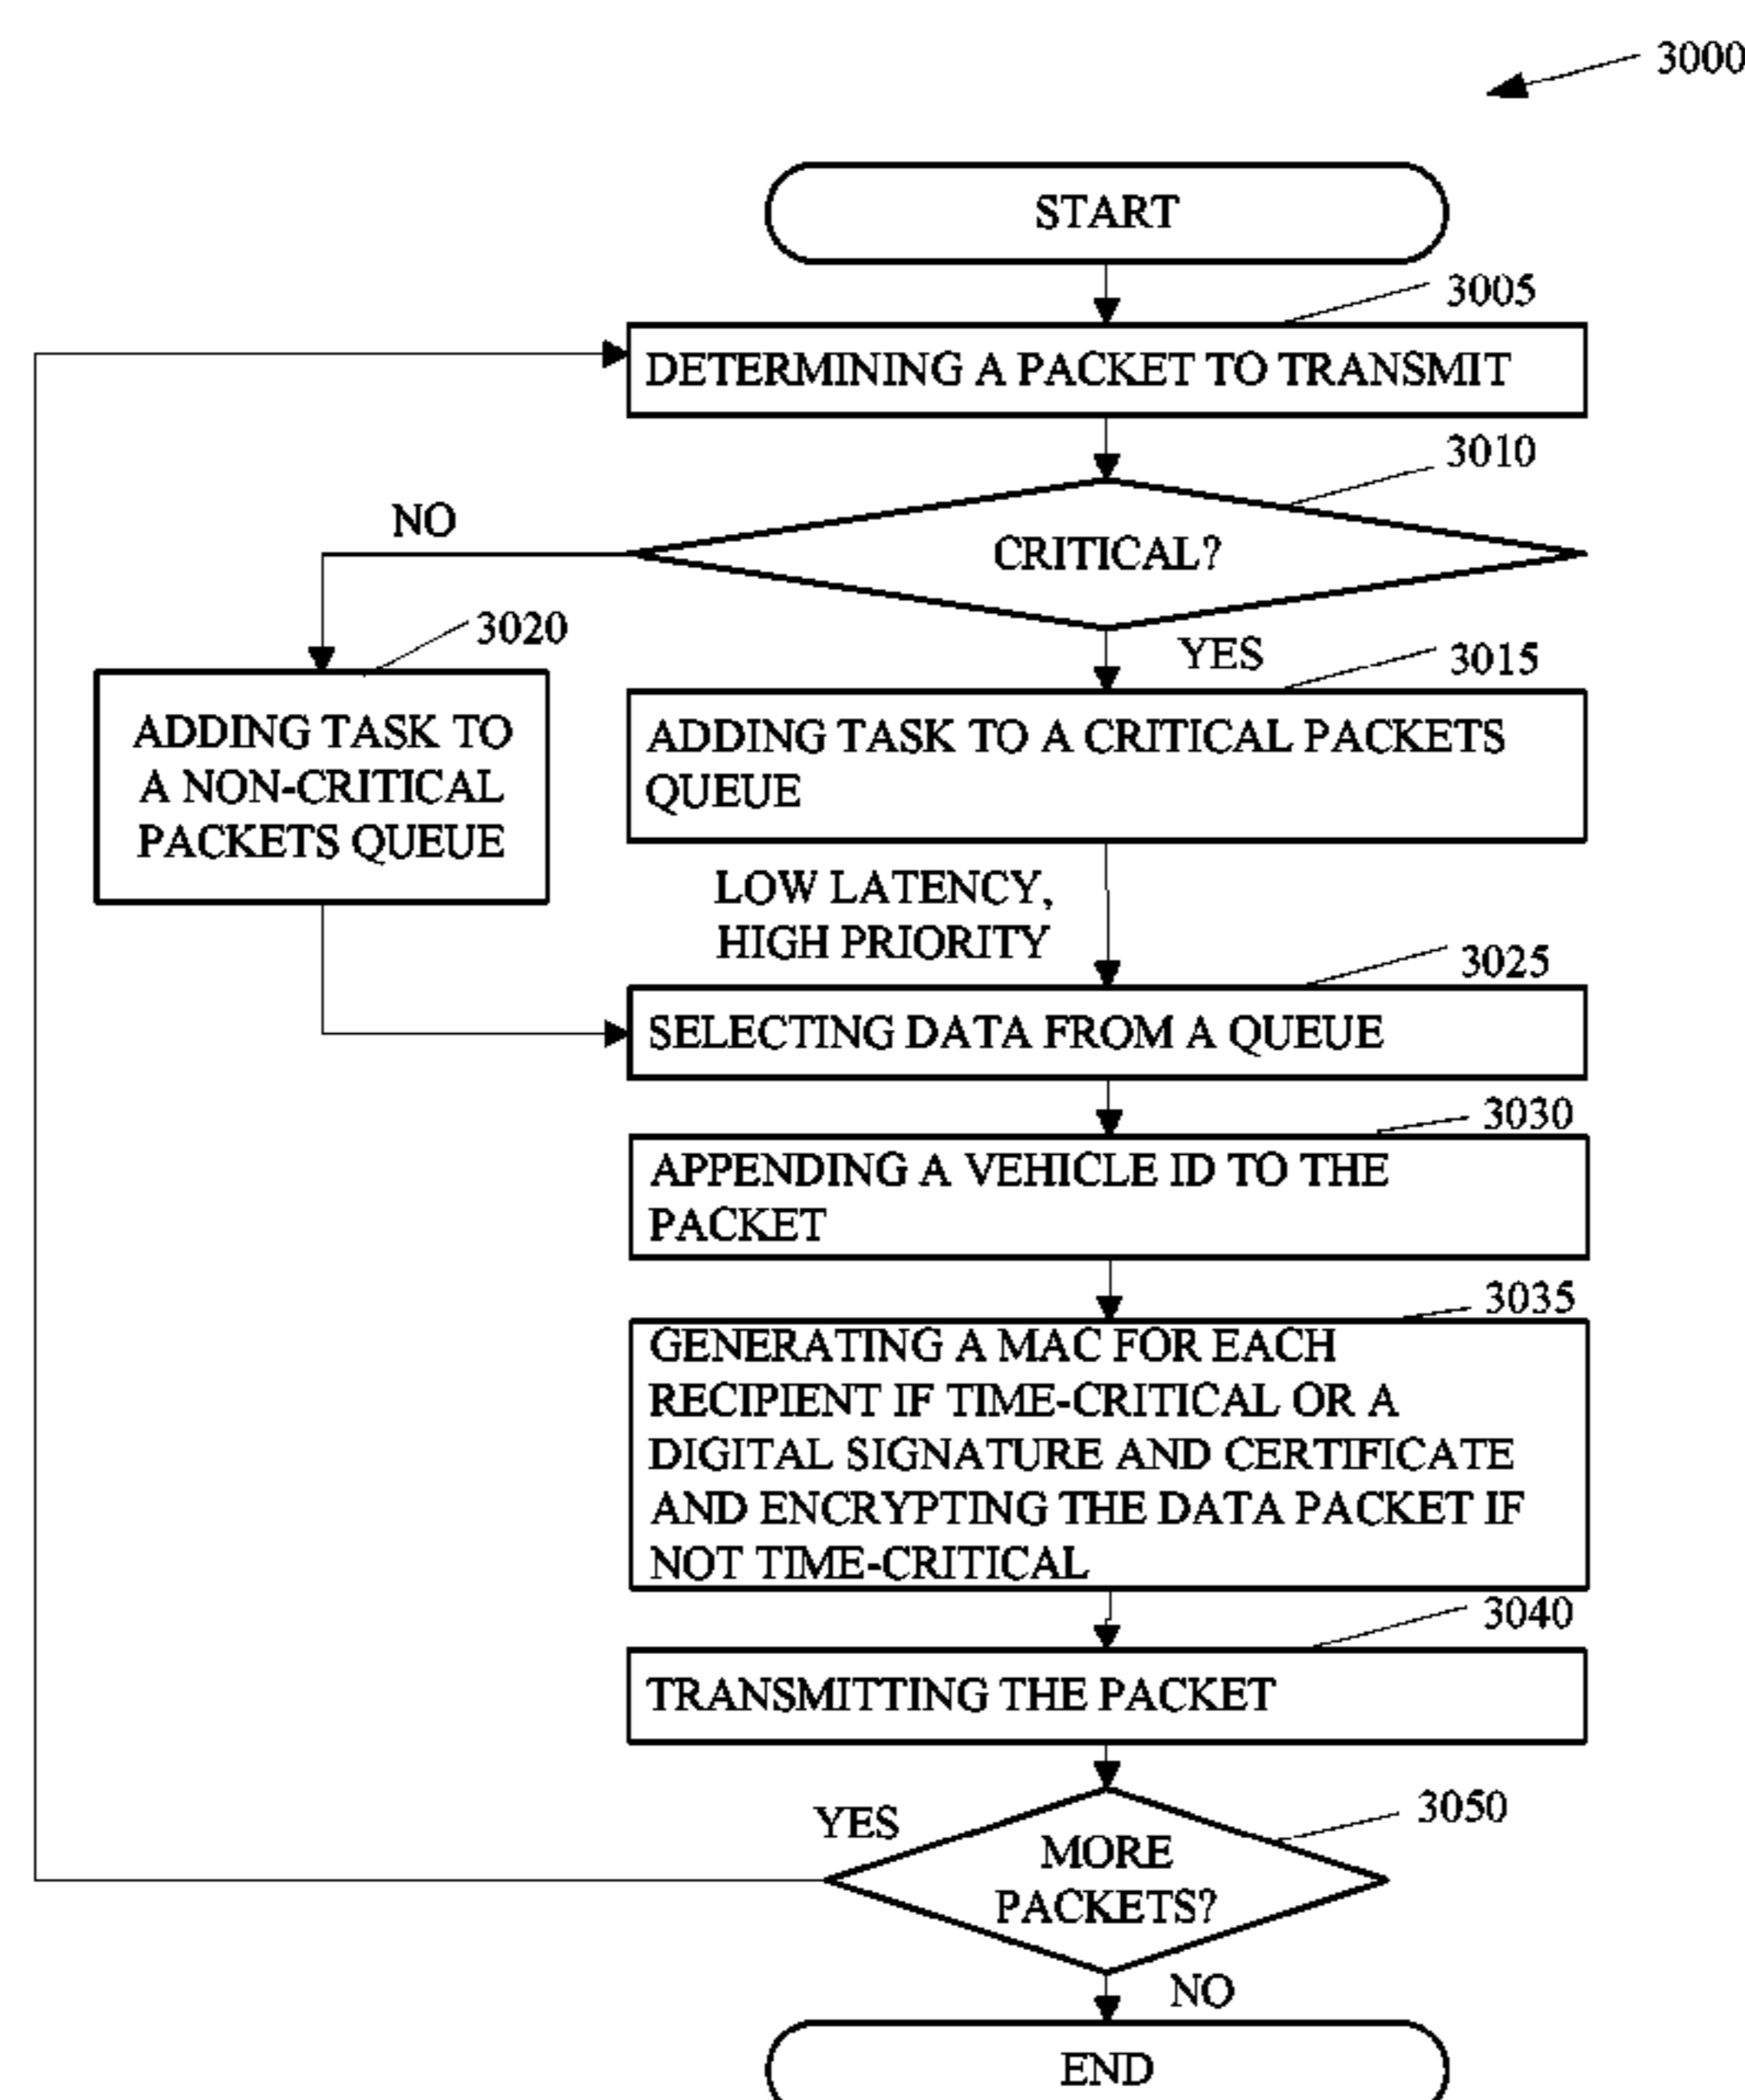 3000
START
3005
DETERMINING A PACKET TO TRANSMIT
3010
NO
CRITICAL?
3020
YES
3015
ADDING TASK TO
A NON-CRITICAL
PACKETS QUEUE
ADDING TASK TO A CRITICAL PACKETS
QUEUE
LOW LATENCY,
HIGH PRIORITY
3025
SELECTING DATA FROM A QUEUE
3030
APPENDING A VEHICLE ID TO THE
PACKET
3035
GENERATING A MAC FOR EACH
RECIPIENT IF TIME-CRITICAL OR A
DIGITAL SIGNATURE AND CERTIFICATE
AND ENCRYPTING THE DATA PACKET IF
NOT TIME-CRITICAL
3040
TRANSMITTING THE PACKET
3050
YES
MORE
PACKETS?
NO
END